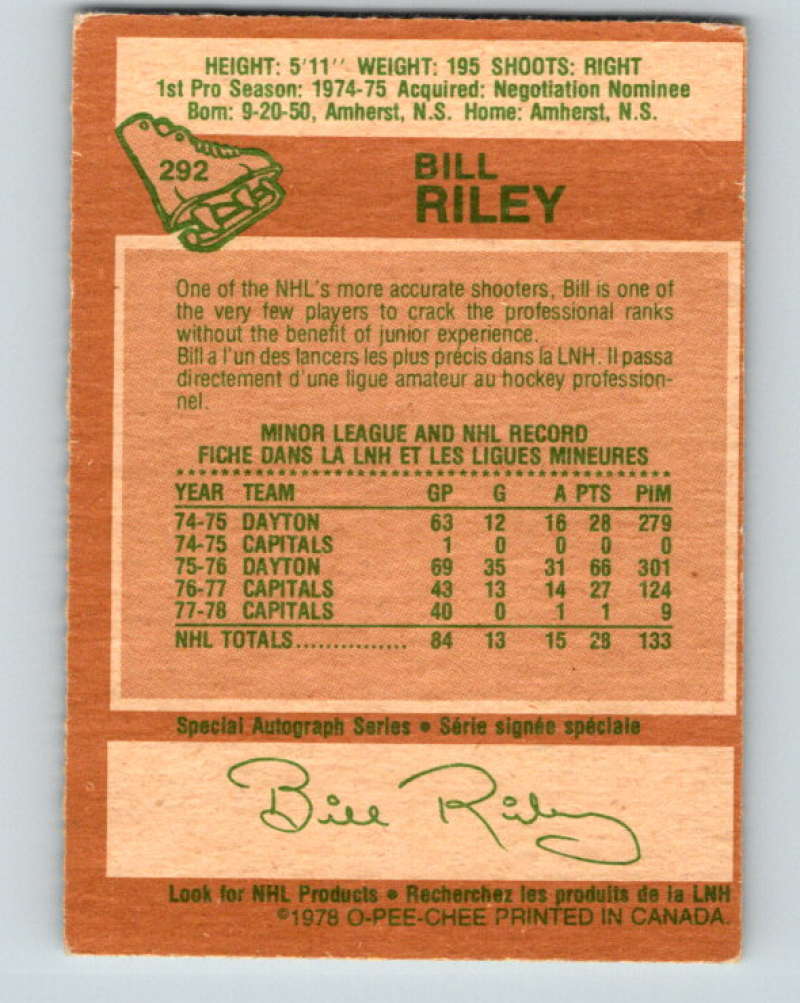 HEIGHT: 5'11'' WEIGHT: 195 SHOOTS: RIGHT
1st Pro Season: 1974-75 Acquired: Negotiation Nominee
Born: 9-20-50, Amherst, N.S. Home: Amherst, N.S.
292
BILL
RILEY
One of the NHL's more accurate shooters, Bill is one of
the very few players to crack the professional ranks
without the benefit of junior experience.
Bill a l'un des lancers les plus précis dans la LNH. Il passa
directement d'une ligue amateur au hockey profession-
nel.
MINOR LEAGUE AND NHL RECORD
FICHE DANS LA LNH ET LES LIGUES MINEURES
YEAR TEAM GP G A PTS PIM
74-75 DAYTON 63 12 16 28 279
74-75 CAPITALS 1 0 0 0 0
75-76 DAYTON 69 35 31 66 301
76-77 CAPITALS 43 13 14 27 124
77-78 CAPITALS 40 0 1 1 9
NHL TOTALS............... 84 13 15 28 133
Special Autograph Series • Série signée spéciale
Bill Riley
Look for NHL Products • Recherchez les produits de la LNH
©1978 O-PEE-CHEE PRINTED IN CANADA.